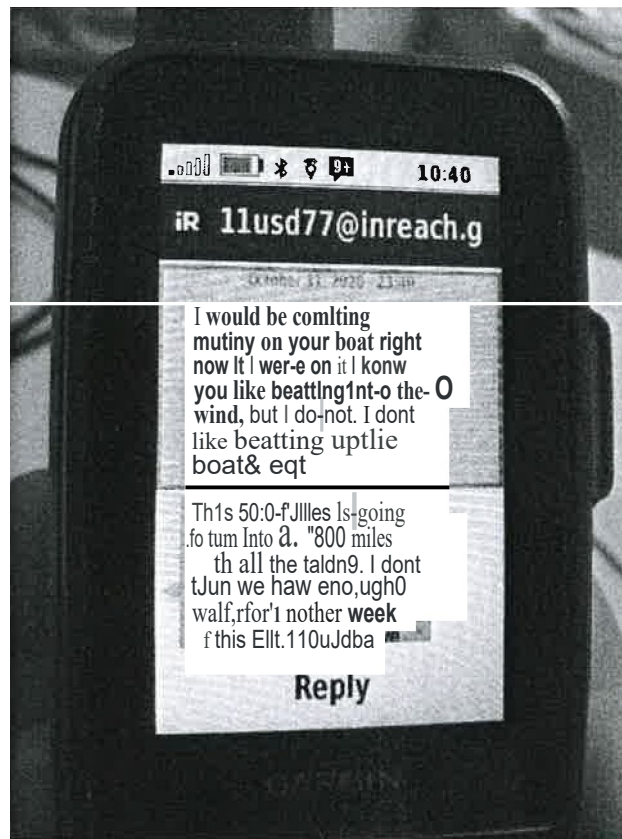 9+ 10:40
iR 11usd77@inreach.g
I would be comlting
mutiny on your boat right
now It I wer-e on it I konw
you like beattlng1nt-o the- O
wind, but I do-not. I dont
like beatting uptlie
boat& eqt
Th1s 50:0-f'JIlles ls-going
.fo tum Into a. "800 miles
th all the taldn9. I dont
tJun we haw eno,ugh0
walf,rfor'1 nother week
f this Ellt.110uJdba
Reply
GARMIN